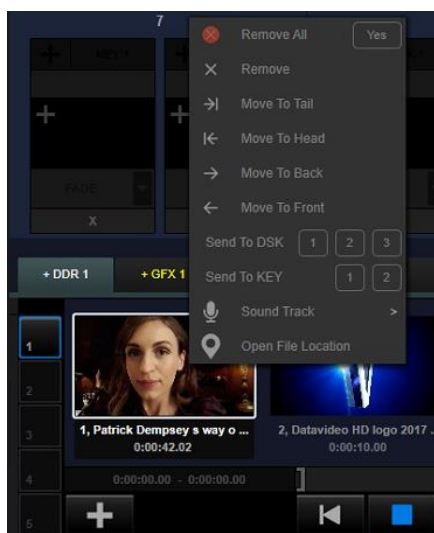 7
Remove All Yes
KEY 1
Remove
Move To Tail
Move To Head
Move To Back
FADE
Move To Front
X
Send To DSK 1 2 3
+ DDR 1 + GFX 1 Send To KEY 1 2
Sound Track >
1
Open File Location
2
3
1, Patrick Dempsey s way o ... 2, Datavideo HD logo 2017 .
0:00:42.02 0:00:10.00
4
0:00:00.00 - 0:00:00.00
5